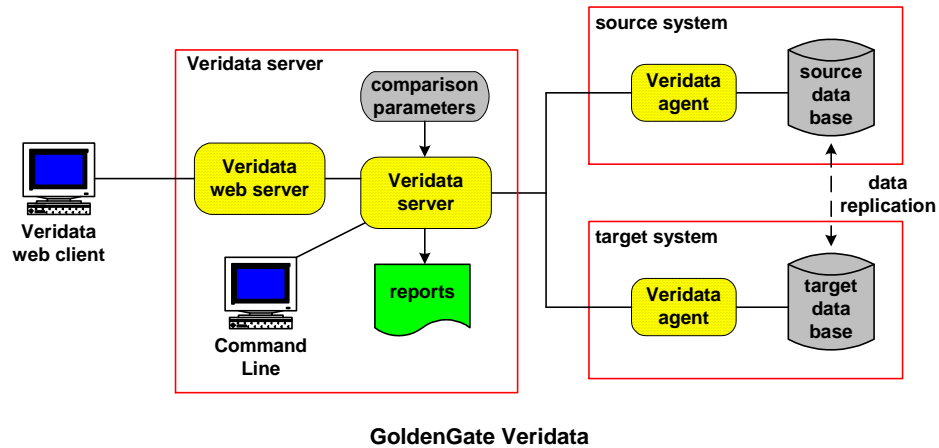 source system
Veridata server
comparison
parameters
Veridata
agent
source
data
base
Veridata
web server
Veridata
server
data
replication
Veridata
web client
target system
reports
Veridata
agent
target
data
base
Command
Line
GoldenGate Veridata